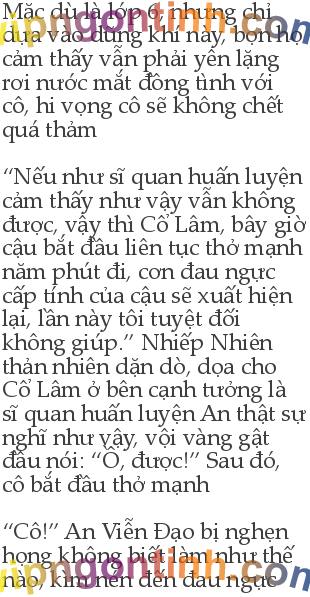 Mặc dù là lớp 6, nhưng chỉ
dựa vào dũng khí này, bọn họ
cảm thấy vẫn phải yên lặng
rơi nước mắt đồng tình với
cô, hi vọng cô sẽ không chết
quá thảm
“Nếu như sĩ quan huấn luyện
cảm thấy như vậy vẫn không
được, vậy thì Cổ Lâm, bây giờ
cậu bắt đầu liên tục thở mạnh
năm phút đi, cơn đau ngực
cấp tính của cậu sẽ xuất hiện
lại, lần này tôi tuyệt đối
không giúp.” Nhiếp Nhiên
thản nhiên dặn dò, dọa cho
Cổ Lâm ở bên cạnh tưởng là
sĩ quan huấn luyện An thật sự
nghĩ như vậy, vội vàng gật
đầu nói: “Ồ, được!” Sau đó,
cô bắt đầu thở mạnh
“Cô!” An Viễn Đạo bị nghẹn
họng không biết làm như thế
nào, kìm nén đến đau ngực
vipngontinh.com
vipngontinh.com